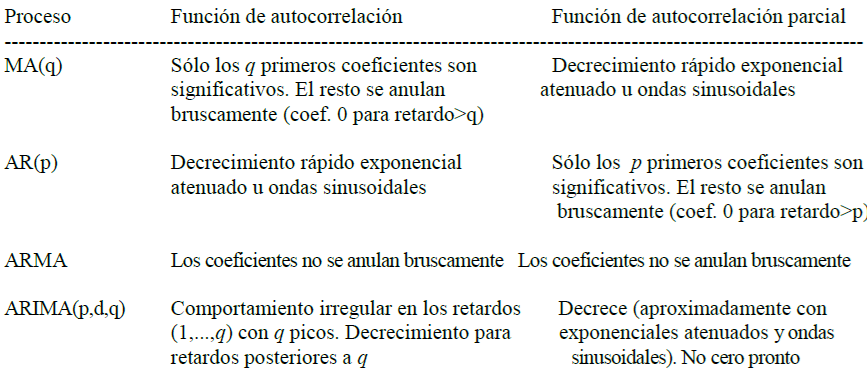 Proceso Función de autocorrelación Función de autocorrelación parcial
MA(q) Sólo los q primeros coeficientes son Decrecimiento rápido exponencial
significativos. El resto se anulan atenuado u ondas sinusoidales
bruscamente (coef. 0 para retardo>q)
AR(p) Decrecimiento rápido exponencial Sólo los p primeros coeficientes son
atenuado u ondas sinusoidales significativos. El resto se anulan
bruscamente (coef. 0 para retardo>p)
ARMA Los coeficientes no se anulan bruscamente Los coeficientes no se anulan bruscamente
ARIMA(p,d,q) Comportamiento irregular en los retardos Decrece (aproximadamente con
(1,...,q) con q picos. Decrecimiento para exponenciales atenuados y ondas
retardos posteriores a q sinusoidales). No cero pronto